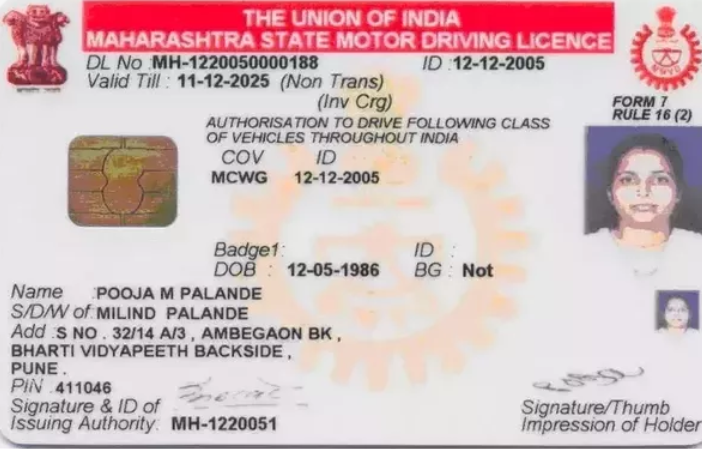 THE UNION OF INDIA
MAHARASHTRA STATE MOTOR DRIVING LICENCE
DL No :MH-1220050000188 ID :12-12-2005
Valid Till : 11-12-2025 (Non Trans)
(Inv Crg)
FORM 7
RULE 16 (2)
AUTHORISATION TO DRIVE FOLLOWING CLASS
OF VEHICLES THROUGHOUT INDIA
COV ID
MCWG 12-12-2005
Badge1: ID :
DOB : 12-05-1986 BG : Not
Name :POOJA M PALANDE
S/D/W of:MILIND PALANDE
Add :S NO . 32/14 A/3 , AMBEGAON BK ,
BHARTI VIDYAPEETH BACKSIDE ,
PUNE .
PIN :411046
Signature & ID of
Issuing Authority: MH-1220051
Signature/Thumb
Impression of Holder